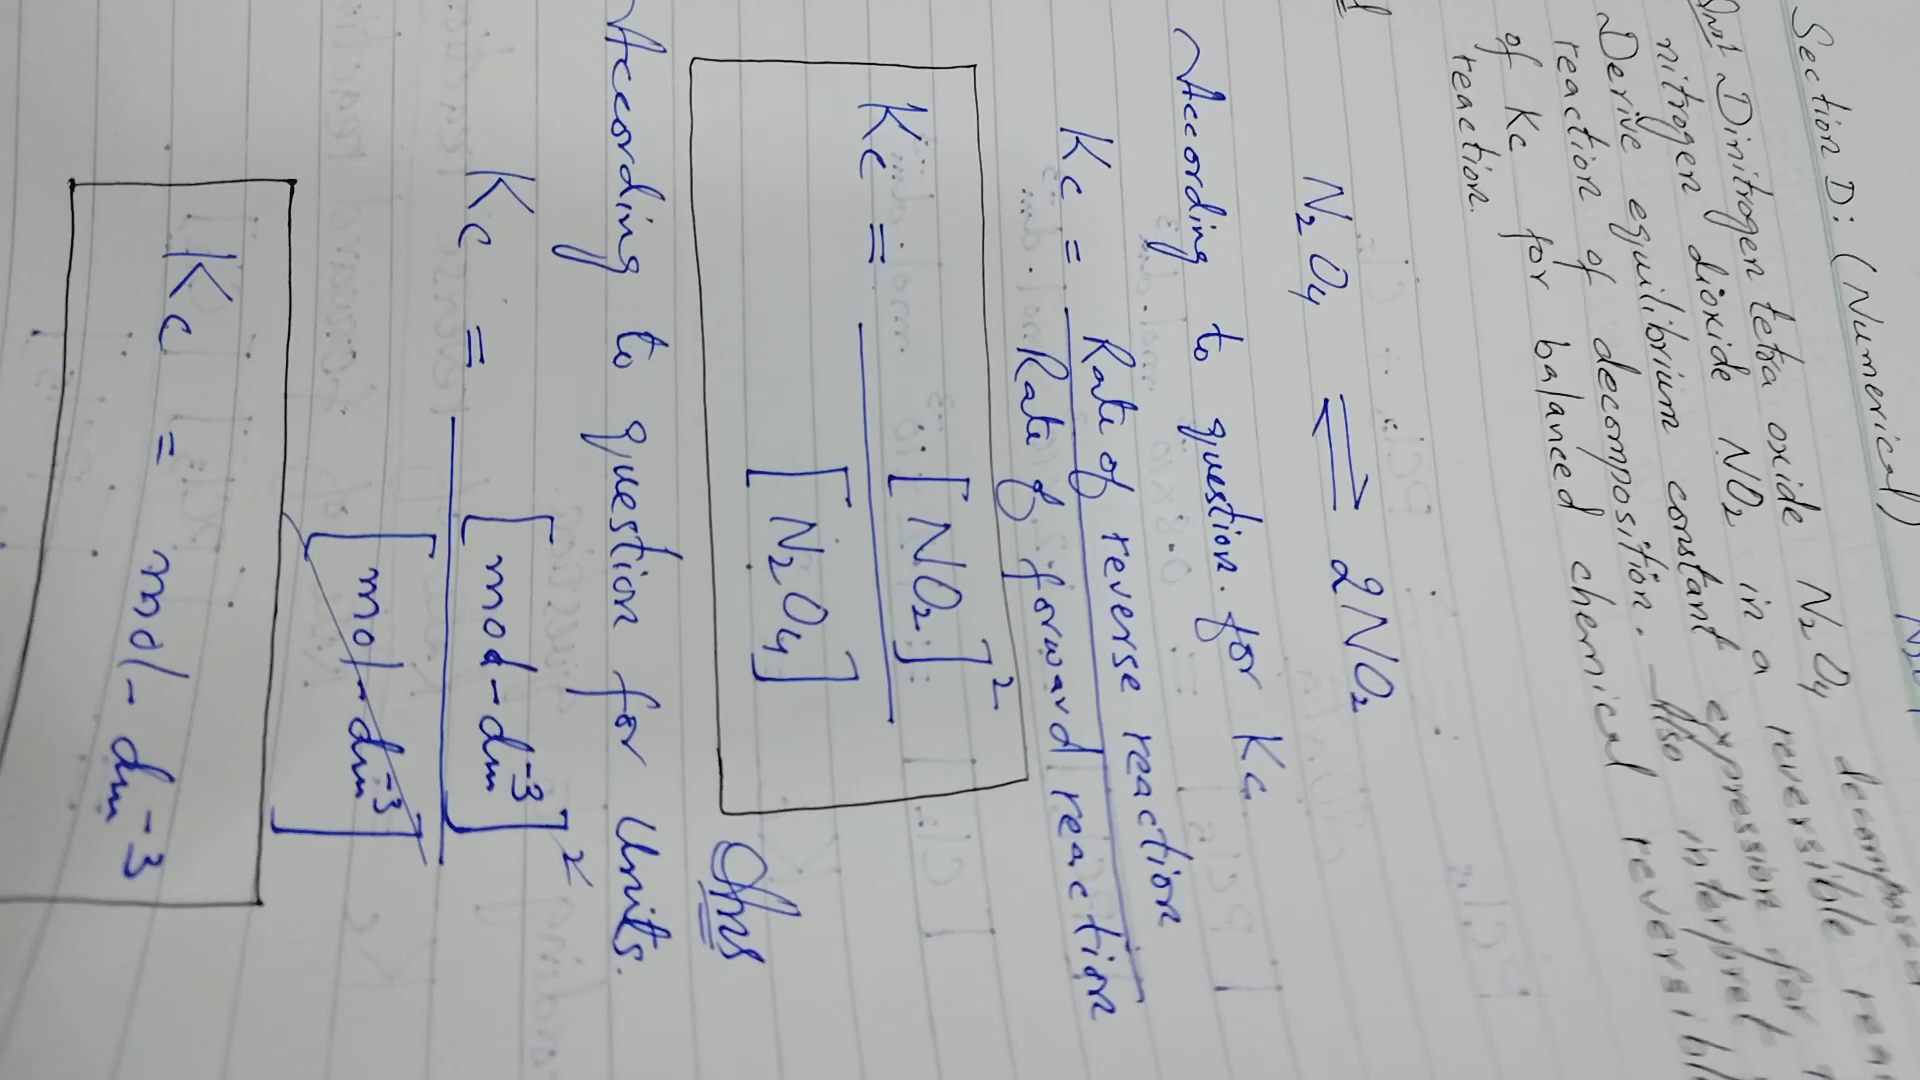 Section D: (Numerical)
Dinitrogen tetra oxide N₂O₄ decomposes
nitrogen dioxide NO₂ in a reversible
Derive equilibrium constant expression for
reaction of decomposition. Also interpret
of Kc for balanced chemical reversible
reaction.
N₂O₄ ⇌ 2NO₂
According to question. for Kc.
Kc = Rate of reverse reaction
Rate of forward reaction
Kc = [NO₂]²
[N₂O₄]
Ans
According to question for Units.
Kc = [mol-dm⁻³]²
[mol-dm⁻³]
Kc = mol-dm⁻³